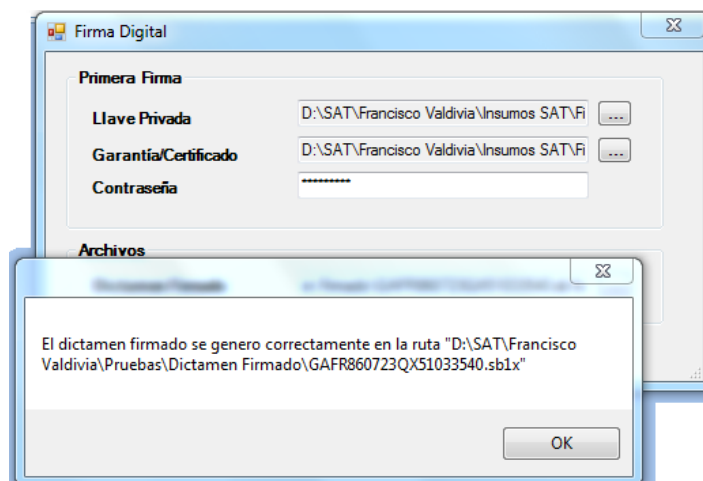 Firma Digital
Primera Firma
Llave Privada D:\SAT\Francisco Valdivia\Insumos SAT\Fi ...
Garantía/Certificado D:\SAT\Francisco Valdivia\Insumos SAT\Fi ...
Contraseña *********
Archivos
El dictamen firmado se genero correctamente en la ruta "D:\SAT\Francisco
Valdivia\Pruebas\Dictamen Firmado\GAFR860723QX51033540.sb1x"
OK